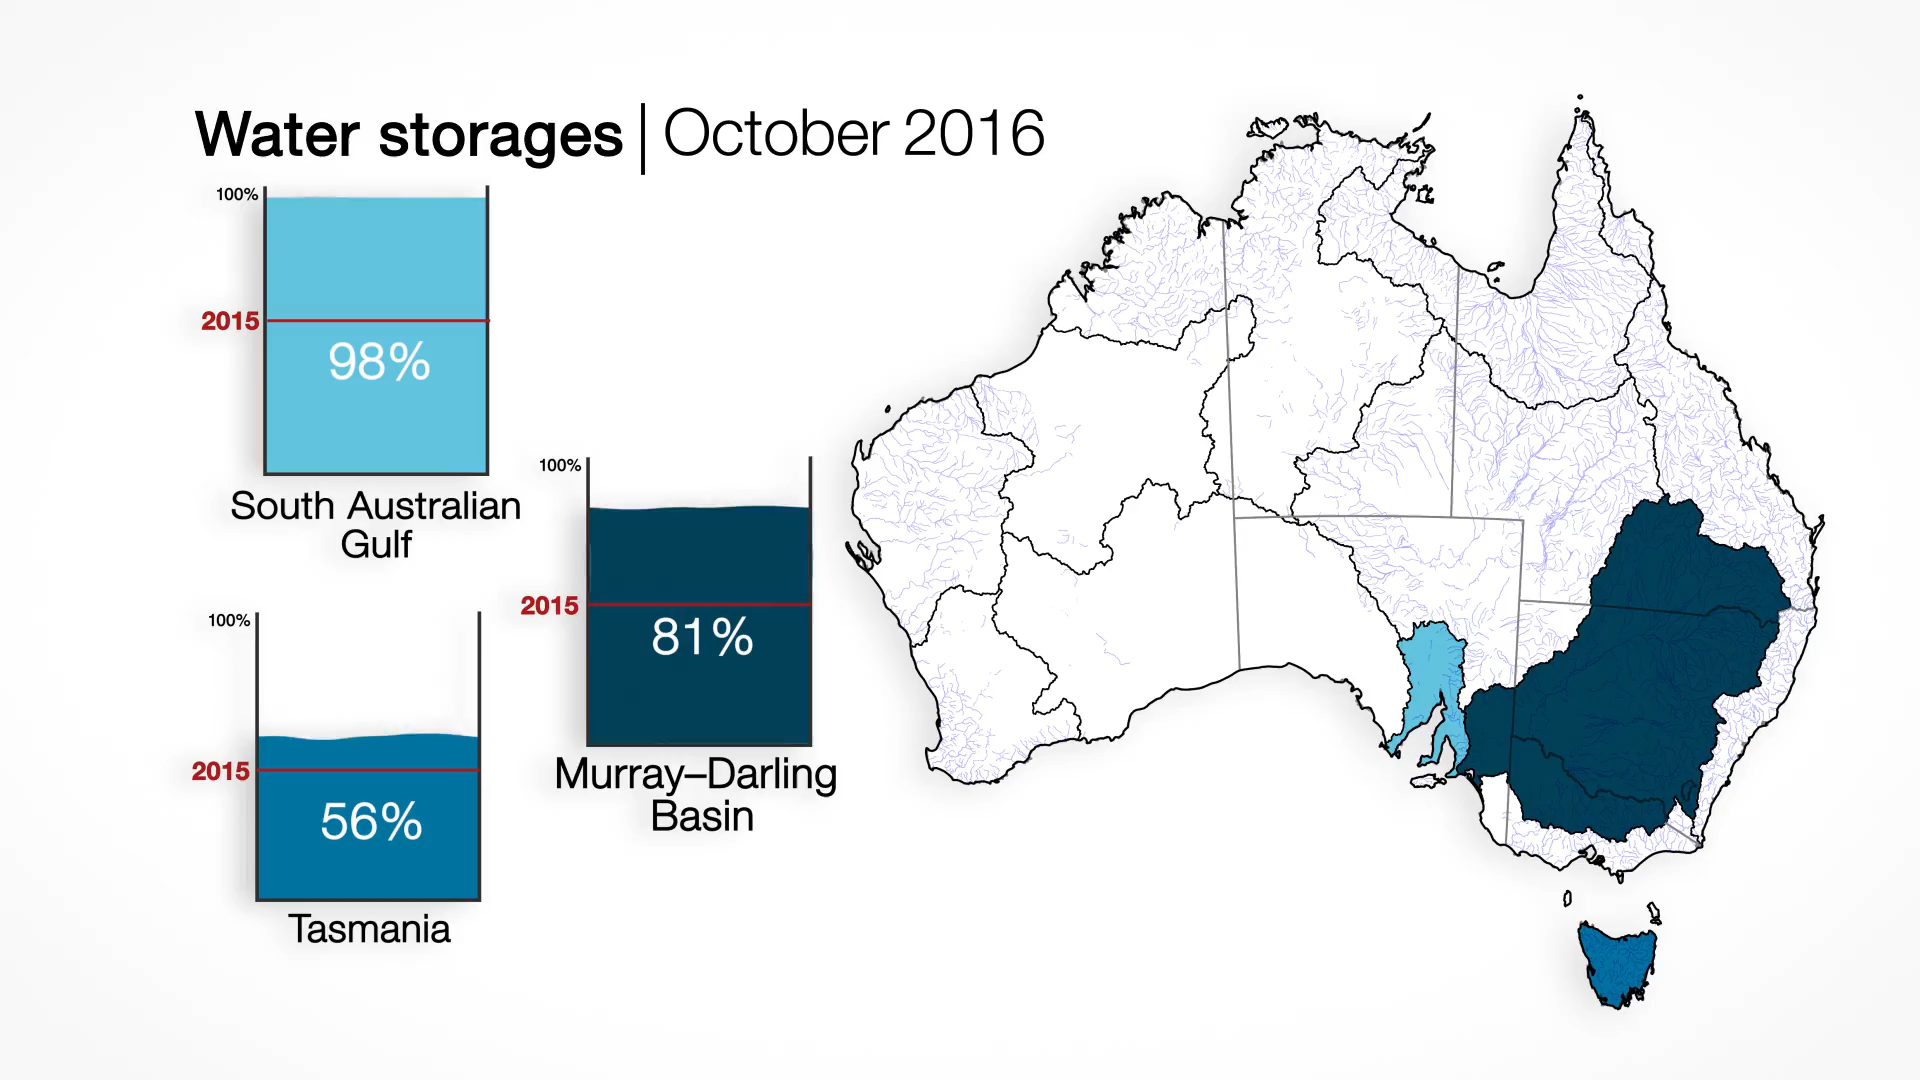 Water storages | October 2016
100%
2015
98%
South Australian
Gulf
100%
2015
81%
Murray–Darling
Basin
100%
2015
56%
Tasmania